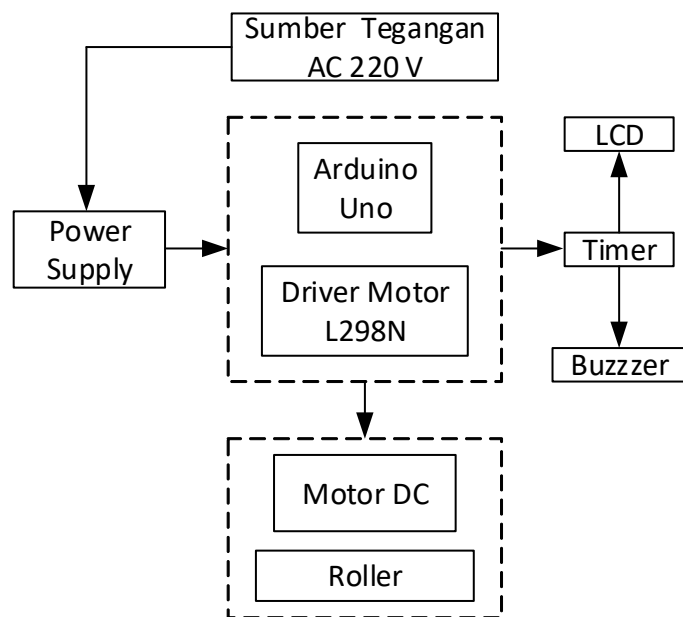 Sumber Tegangan
AC 220 V
Arduino
Uno
LCD
Power
Supply
Timer
Driver Motor
L298N
Buzzzer
Motor DC
Roller